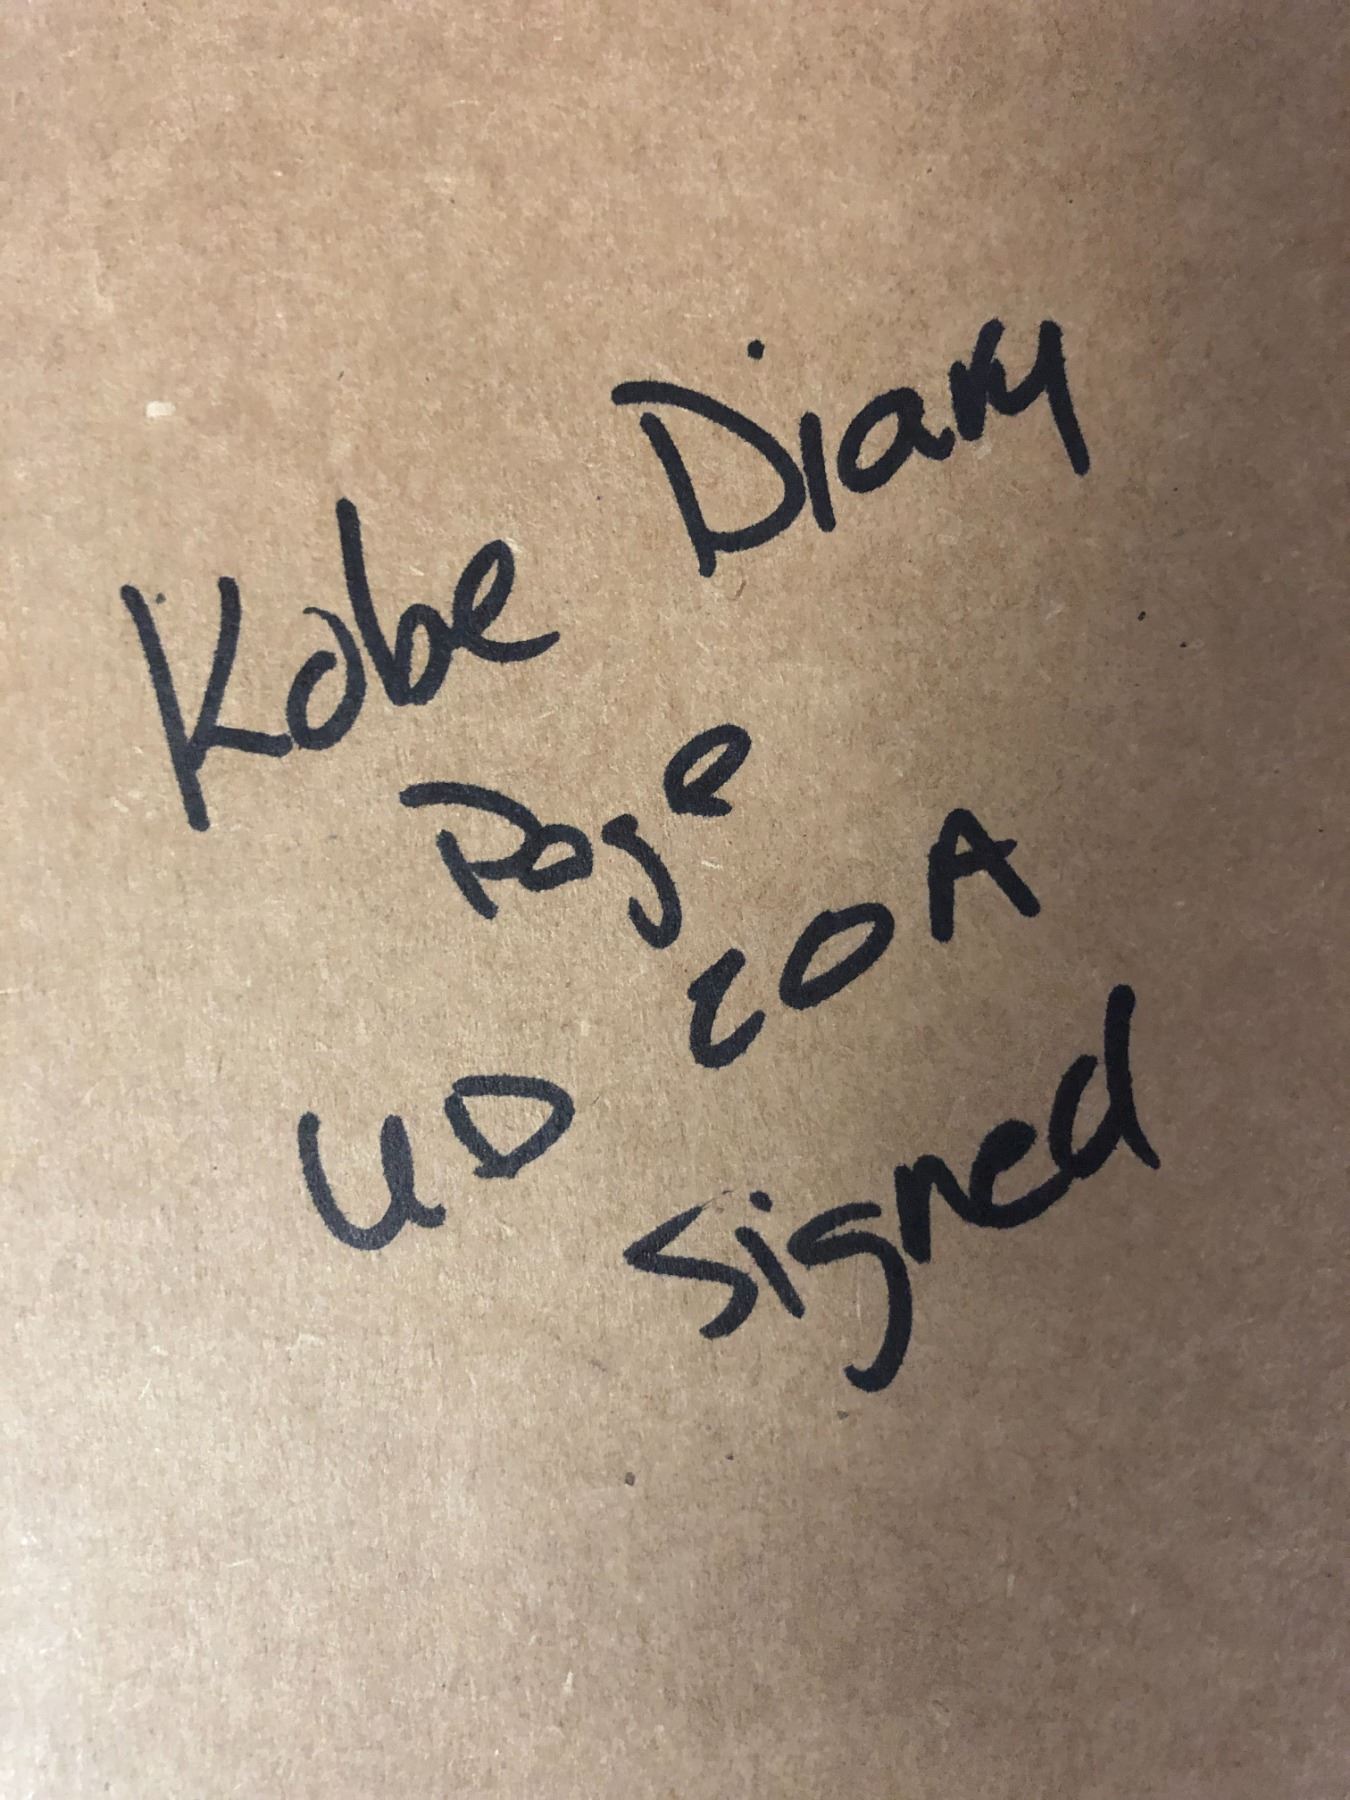 Kobe Diary
Page
UD COA
Signed